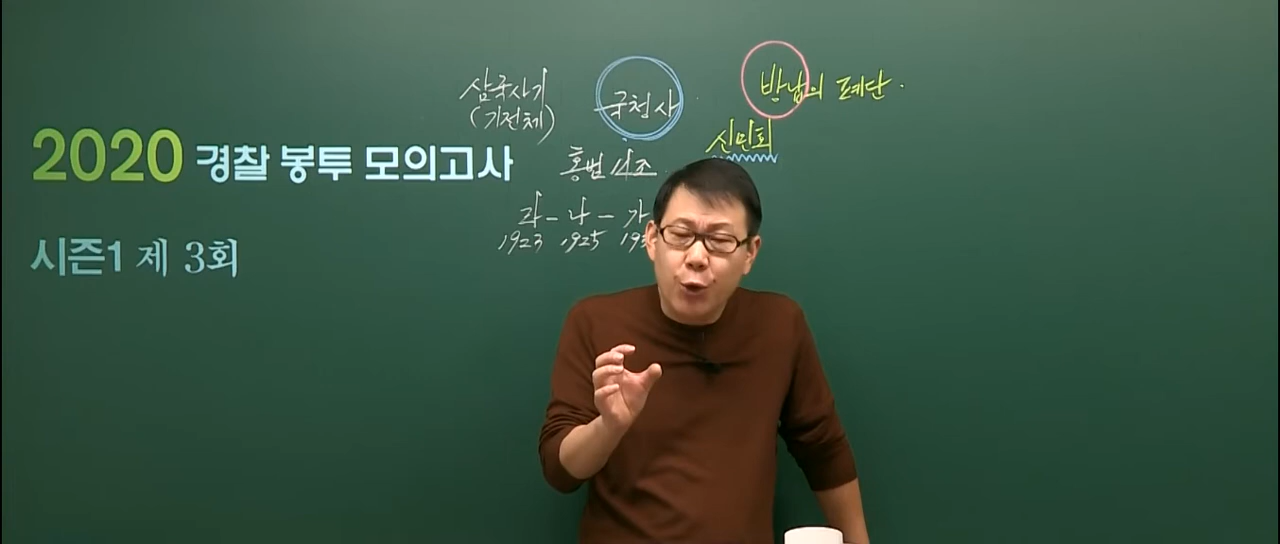 2020 경찰 봉투 모의고사
시즌1 제 3회
삼국사기
(기전체)
국청사
방납의 폐단.
신민회
홍범 14조
라 - 나 - 가
1923 1925